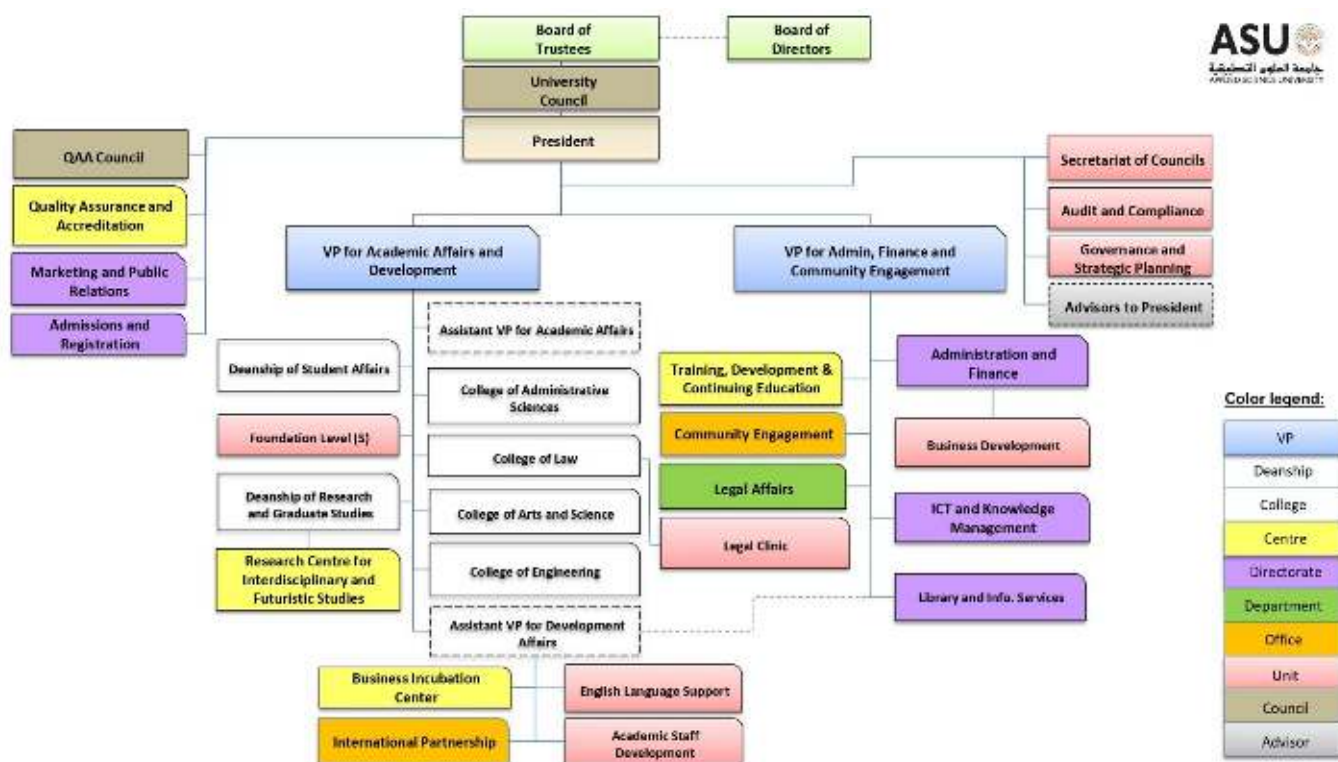 Board of
Trustees
Board of
Directors
ASU
جامعة العلوم التطبيقية
APPLIED SCIENCE UNIVERSITY
University
Council
President
QAA Council
Quality Assurance and
Accreditation
Marketing and Public
Relations
Admissions and
Registration
Secretariat of Councils
Audit and Compliance
Governance and
Strategic Planning
Advisors to President
VP for Academic Affairs and
Development
VP for Admin, Finance and
Community Engagement
Assistant VP for Academic Affairs
Deanship of Student Affairs
College of Administrative
Sciences
Foundation Level (S)
College of Law
Deanship of Research
and Graduate Studies
College of Arts and Science
Research Centre for
Interdisciplinary and
Futuristic Studies
College of Engineering
Assistant VP for Development
Affairs
Business Incubation
Center
English Language Support
International Partnership
Academic Staff
Development
Training, Development &
Continuing Education
Community Engagement
Legal Affairs
Legal Clinic
Administration and
Finance
Business Development
ICT and Knowledge
Management
Library and Info. Services
Color legend:
VP
Deanship
College
Centre
Directorate
Department
Office
Unit
Council
Advisor